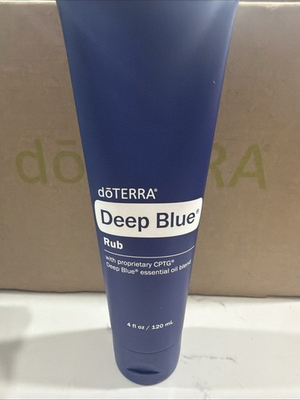 dōTERRA
dōTERRA®
Deep Blue®
Rub
with proprietary CPTG®
Deep Blue® essential oil blend
4 fl oz / 120 mL